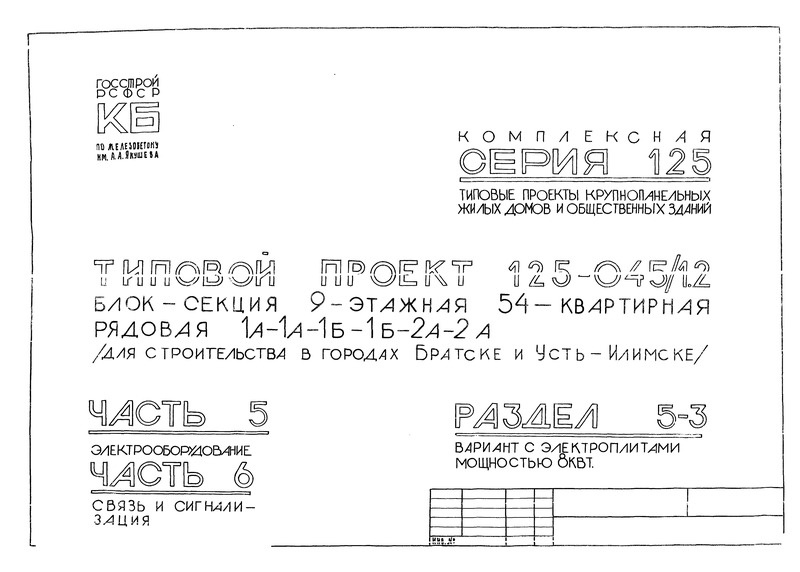 ГОССТРОЙ
РСФСР
КБ
ПО ЖЕЛЕЗОБЕТОНУ
ИМ. А.А. ЯКУШЕВА
КОМПЛЕКСНАЯ
СЕРИЯ 125
ТИПОВЫЕ ПРОЕКТЫ КРУПНОПАНЕЛЬНЫХ
ЖИЛЫХ ДОМОВ И ОБЩЕСТВЕННЫХ ЗДАНИЙ
ТИПОВОЙ ПРОЕКТ 125-045/1.2
БЛОК-СЕКЦИЯ 9-ЭТАЖНАЯ 54-КВАРТИРНАЯ
РЯДОВАЯ 1А-1А-1Б-1Б-2А-2А
/ДЛЯ СТРОИТЕЛЬСТВА В ГОРОДАХ БРАТСКЕ И УСТЬ-ИЛИМСКЕ/
ЧАСТЬ 5
ЭЛЕКТРООБОРУДОВАНИЕ
ЧАСТЬ 6
СВЯЗЬ И СИГНАЛИ-
ЗАЦИЯ
РАЗДЕЛ 5-3
ВАРИАНТ С ЭЛЕКТРОПЛИТАМИ
МОЩНОСТЬЮ 8КВТ.